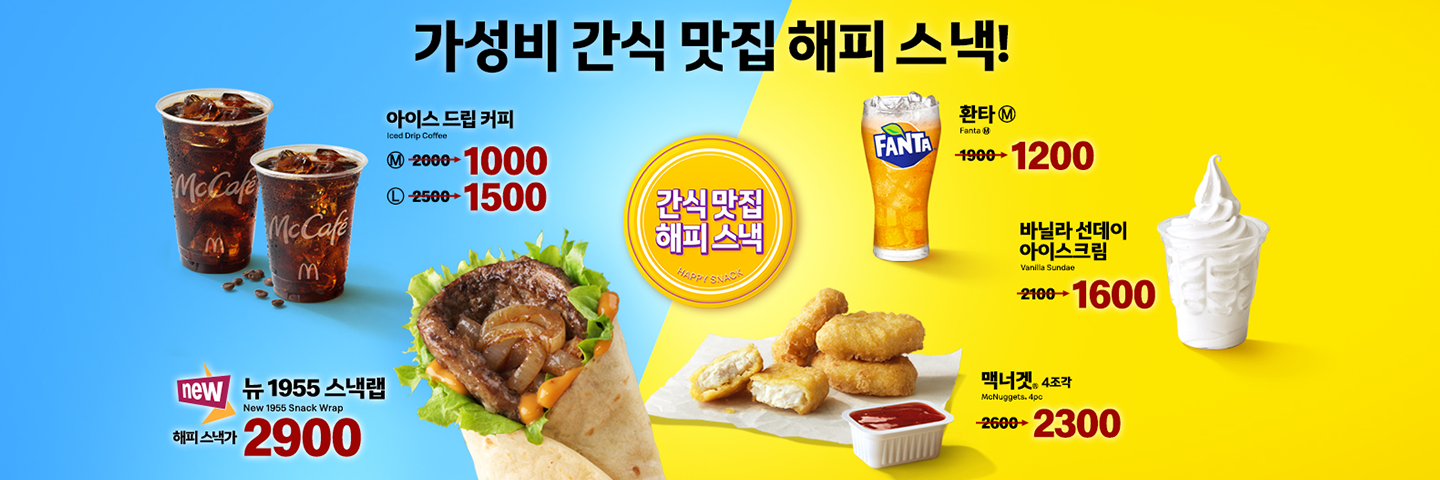 가성비 간식 맛집 해피 스낵!
아이스 드립 커피
Iced Drip Coffee
Ⓜ 2000 → 1000
Ⓛ 2500 → 1500
McCafé
McCafé
new
뉴 1955 스낵랩
New 1955 Snack Wrap
해피 스낵가 2900
간식 맛집
해피 스낵
HAPPY SNACK
FANTA
환타 Ⓜ
Fanta Ⓜ
1900 → 1200
바닐라 선데이
아이스크림
Vanilla Sundae
2100 → 1600
맥너겟® 4조각
McNuggets® 4pc
2600 → 2300